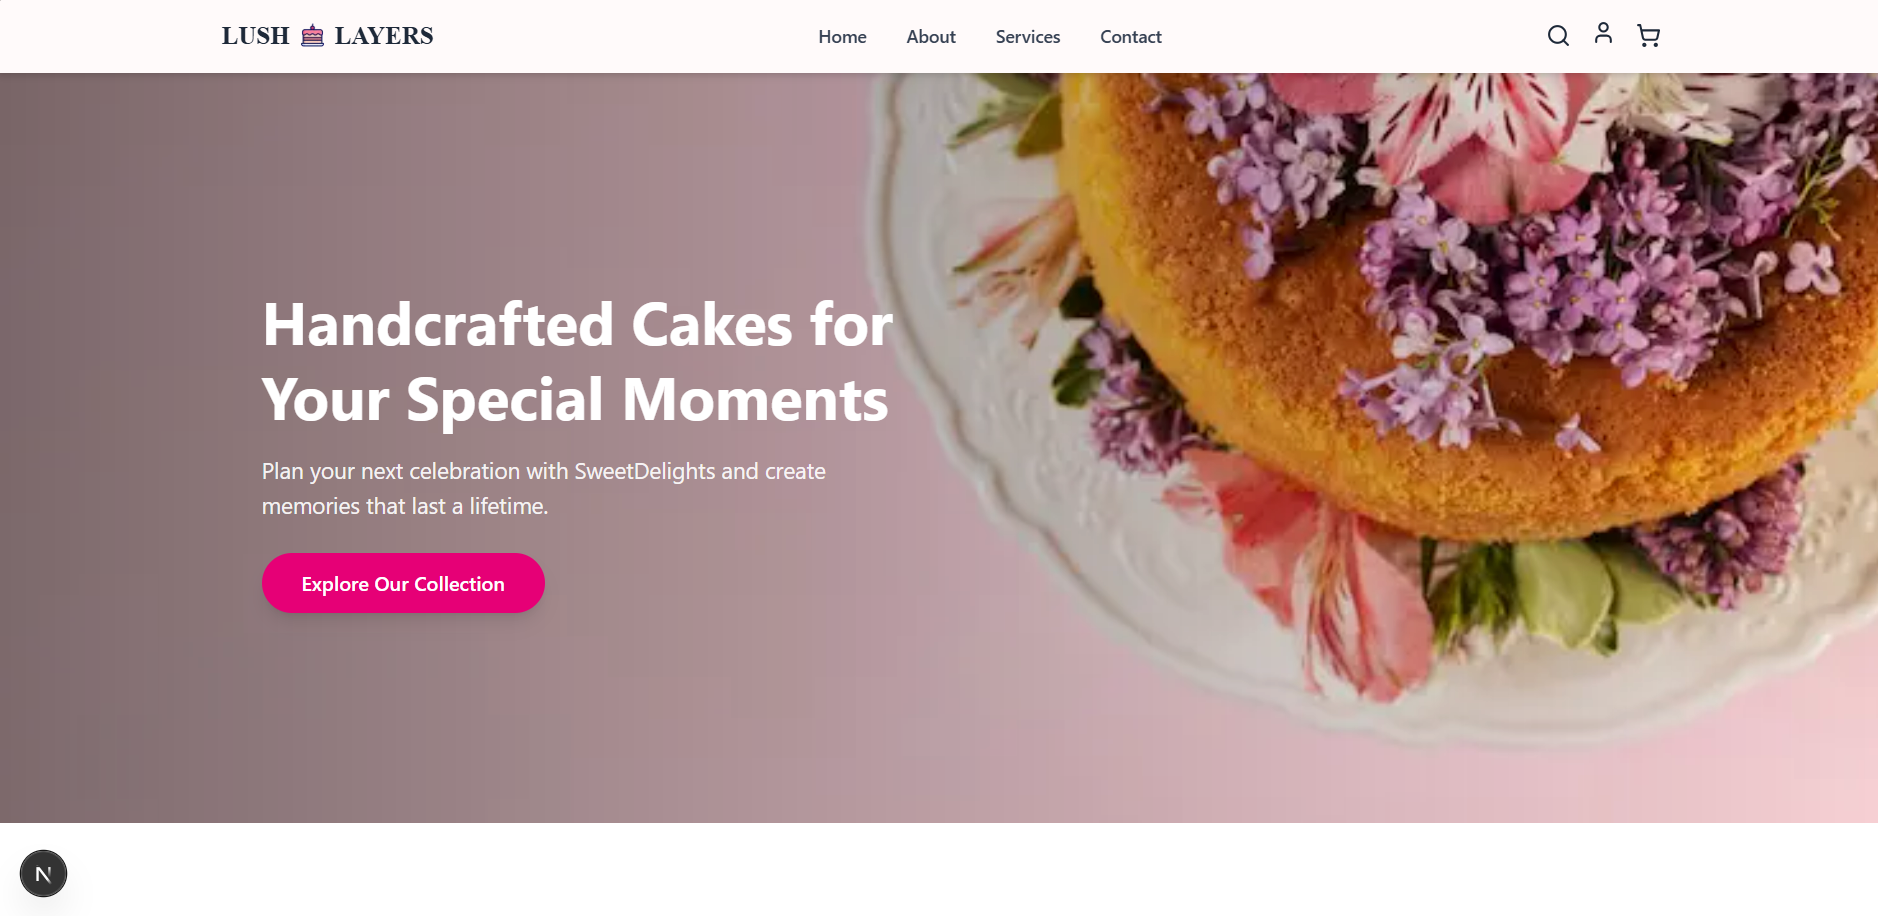 LUSH LAYERS
Home
About
Services
Contact
Handcrafted Cakes for
Your Special Moments
Plan your next celebration with SweetDelights and create
memories that last a lifetime.
Explore Our Collection
N